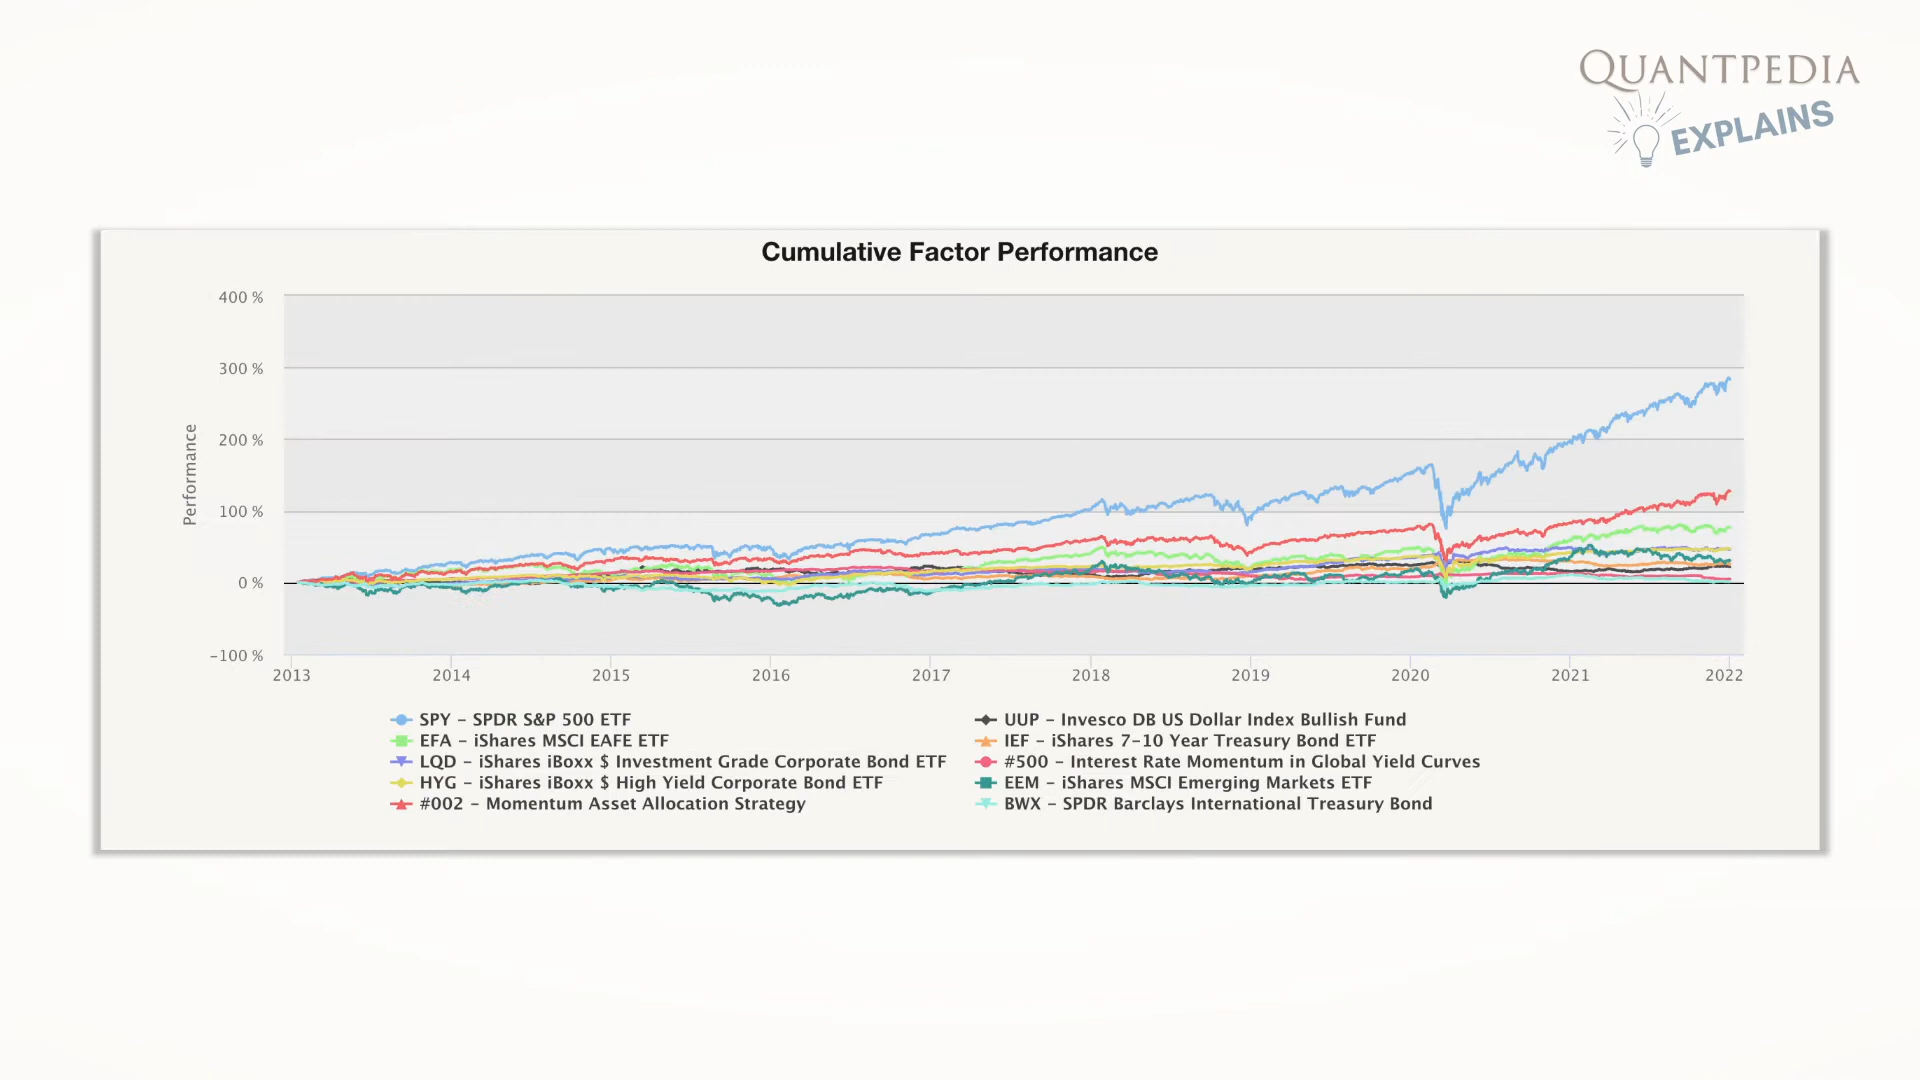 QUANTPEDIA
EXPLAINS
Cumulative Factor Performance
400 %
300 %
200 %
100 %
0 %
-100 %
Performance
2013 2014 2015 2016 2017 2018 2019 2020 2021 2022
SPY – SPDR S&P 500 ETF
EFA – iShares MSCI EAFE ETF
LQD – iShares iBoxx $ Investment Grade Corporate Bond ETF
HYG – iShares iBoxx $ High Yield Corporate Bond ETF
#002 – Momentum Asset Allocation Strategy
UUP – Invesco DB US Dollar Index Bullish Fund
IEF – iShares 7–10 Year Treasury Bond ETF
#500 – Interest Rate Momentum in Global Yield Curves
EEM – iShares MSCI Emerging Markets ETF
BWX – SPDR Barclays International Treasury Bond